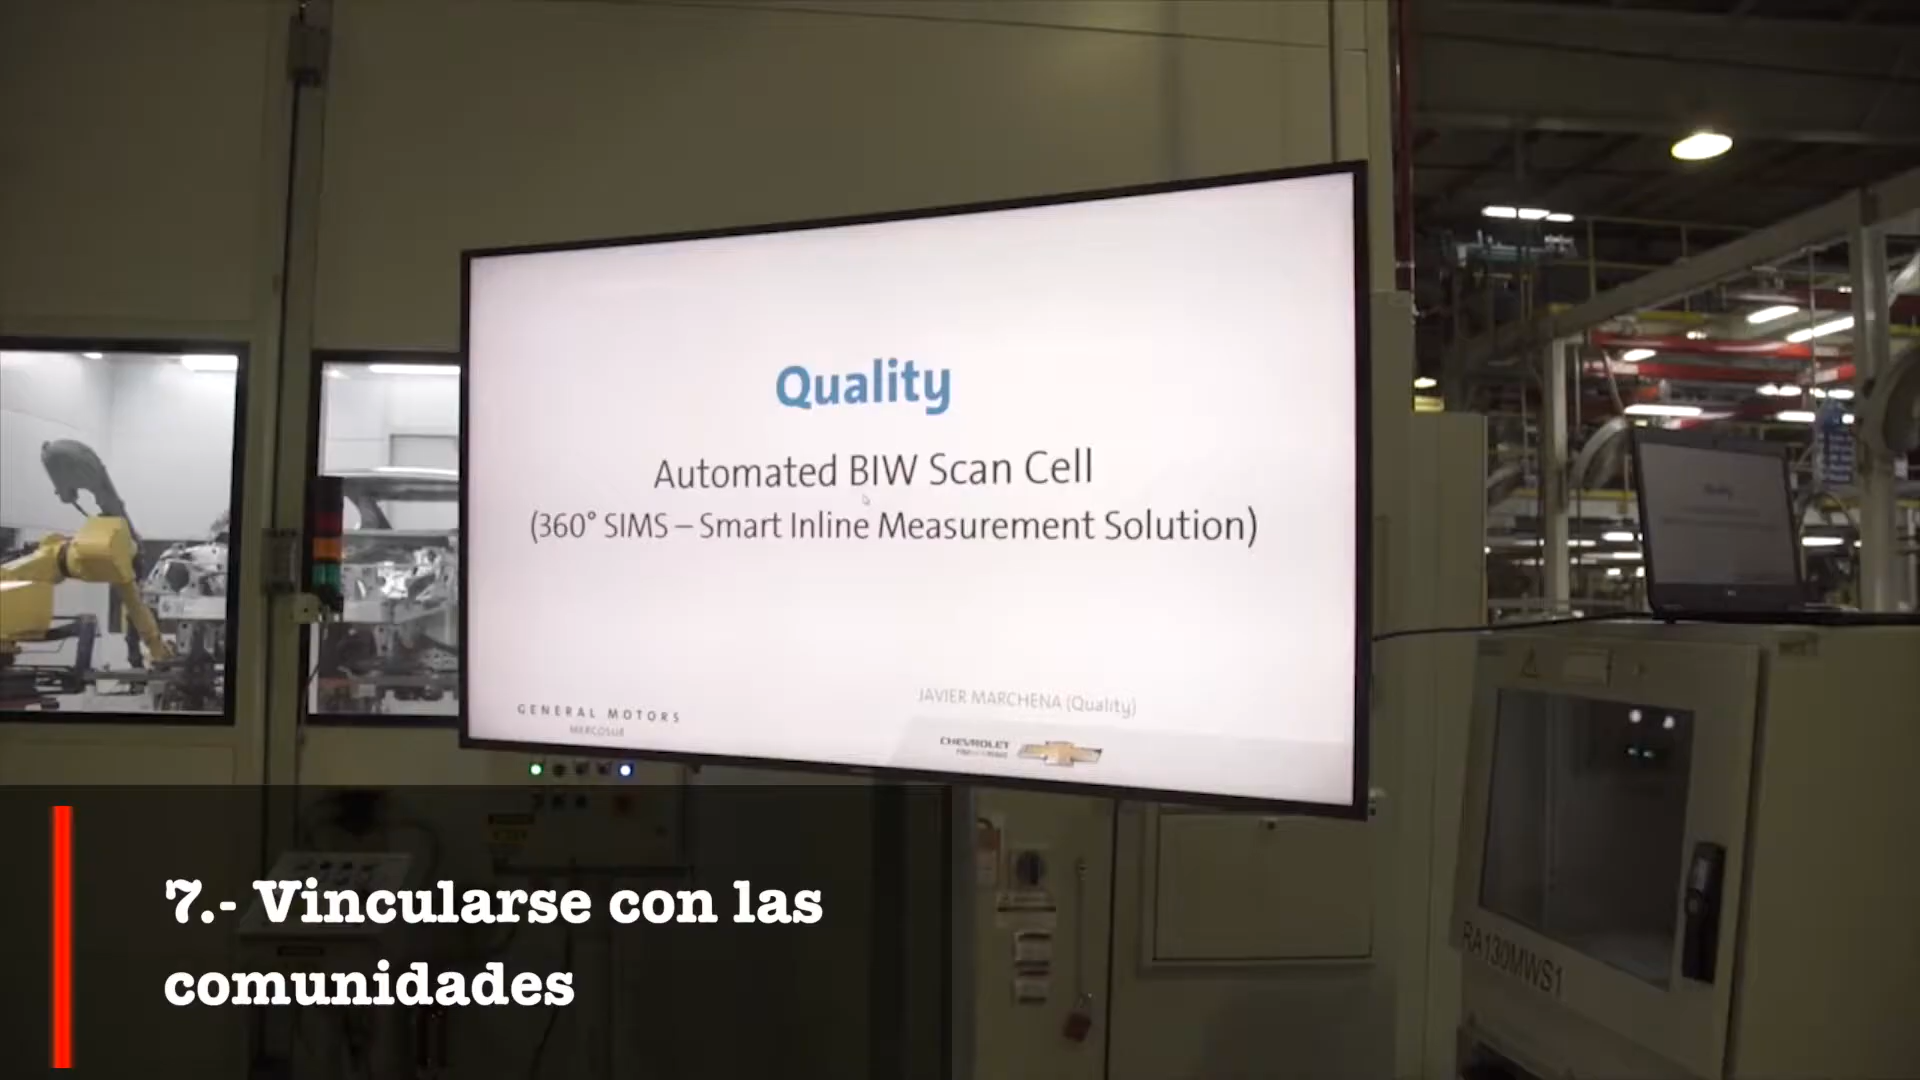 Quality
Automated BIW Scan Cell
(360° SIMS – Smart Inline Measurement Solution)
JAVIER MARCHENA (Quality)
GENERAL MOTORS
MERCOSUR
CHEVROLET
RA130MWS1
7.- Vincularse con las
comunidades